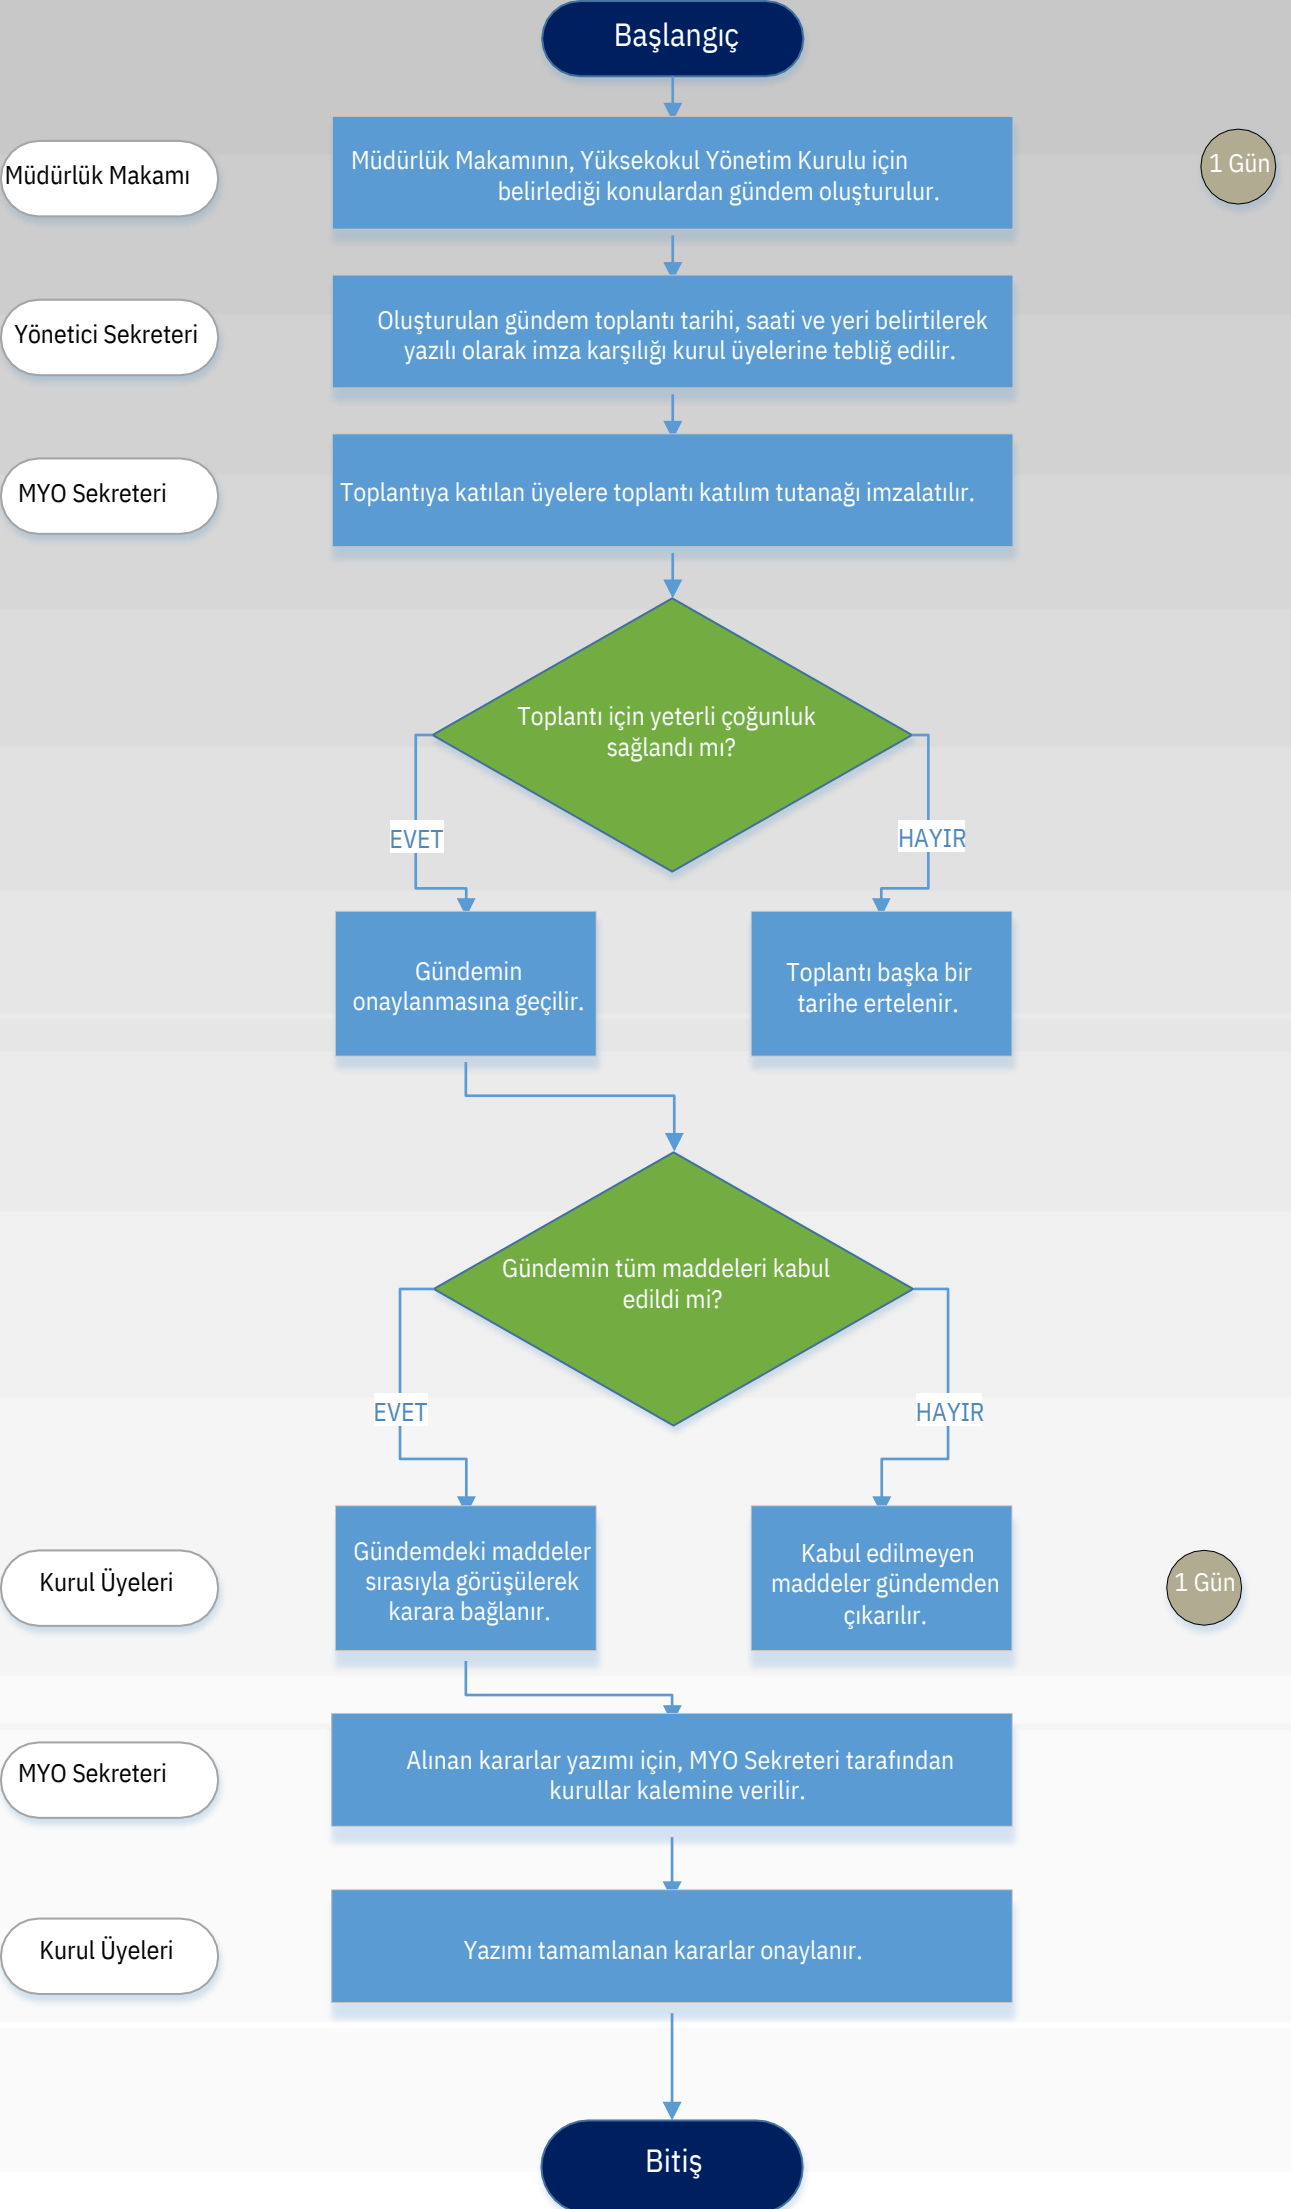 Başlangıç
Müdürlük Makamı
Müdürlük Makamının, Yüksekokul Yönetim Kurulu için
belirlediği konulardan gündem oluşturulur.
1 Gün
Yönetici Sekreteri
Oluşturulan gündem toplantı tarihi, saati ve yeri belirtilerek
yazılı olarak imza karşılığı kurul üyelerine tebliğ edilir.
MYO Sekreteri
Toplantıya katılan üyelere toplantı katılım tutanağı imzalatılır.
Toplantı için yeterli çoğunluk
sağlandı mı?
EVET
HAYIR
Gündemin
onaylanmasına geçilir.
Toplantı başka bir
tarihe ertelenir.
Gündemin tüm maddeleri kabul
edildi mi?
EVET
HAYIR
Kurul Üyeleri
Gündemdeki maddeler
sırasıyla görüşülerek
karara bağlanır.
Kabul edilmeyen
maddeler gündemden
çıkarılır.
1 Gün
MYO Sekreteri
Alınan kararlar yazımı için, MYO Sekreteri tarafından
kurullar kalemine verilir.
Kurul Üyeleri
Yazımı tamamlanan kararlar onaylanır.
Bitiş